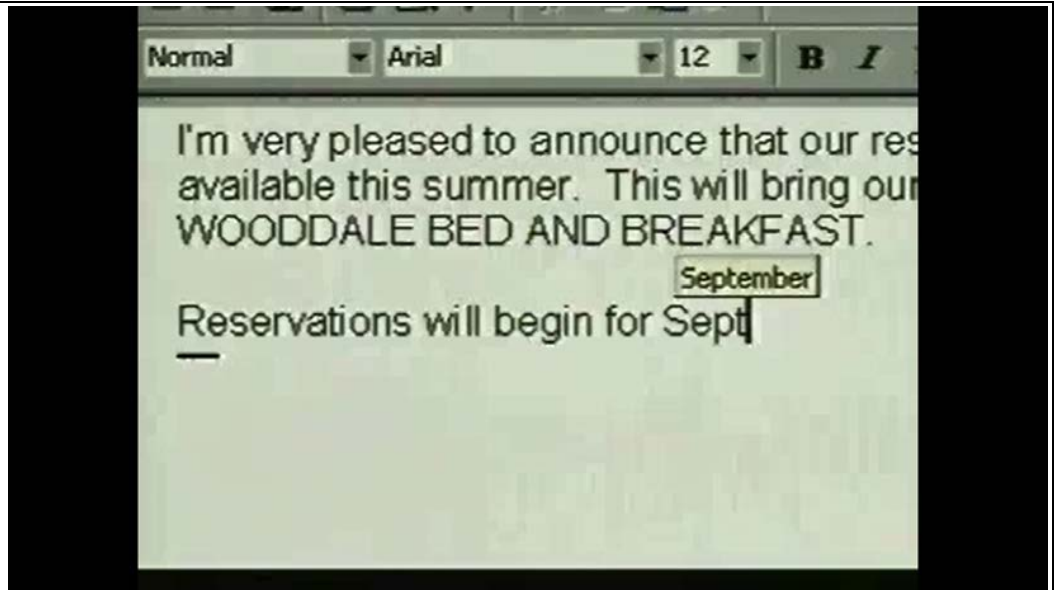 Normal Arial 12 B I
I'm very pleased to announce that our res
available this summer. This will bring our
WOODDALE BED AND BREAKFAST.
September
Reservations will begin for Sept